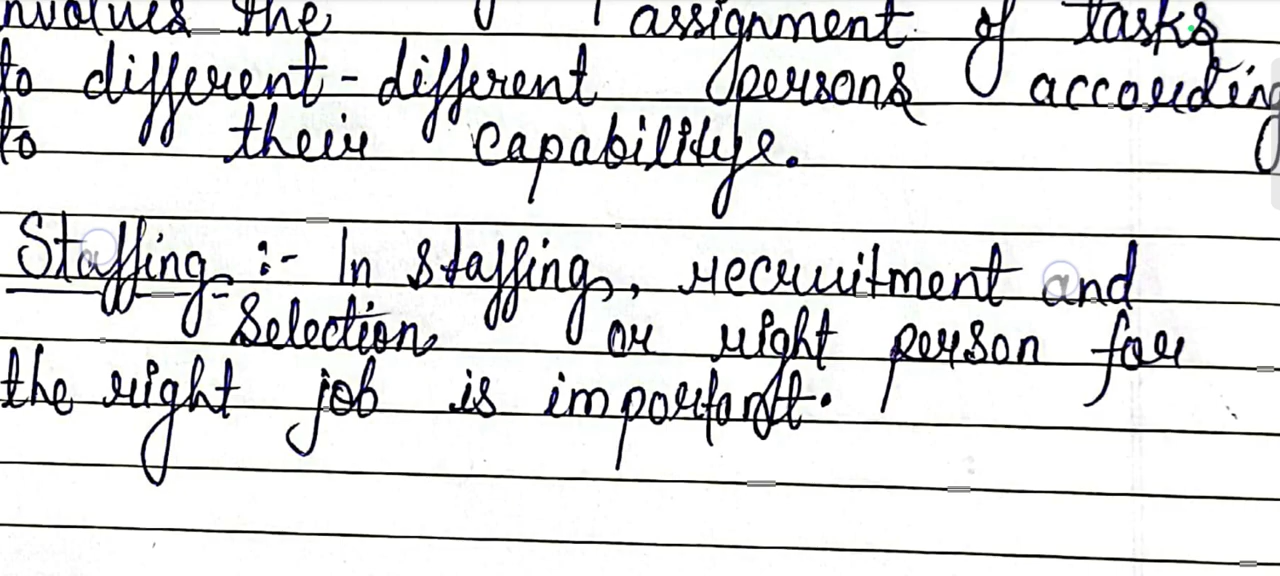 involves the assignment of tasks
to different-different persons according
to their capabilitye.
Staffing :- In staffing, recruitment and
Selection or right person for
the right job is important.